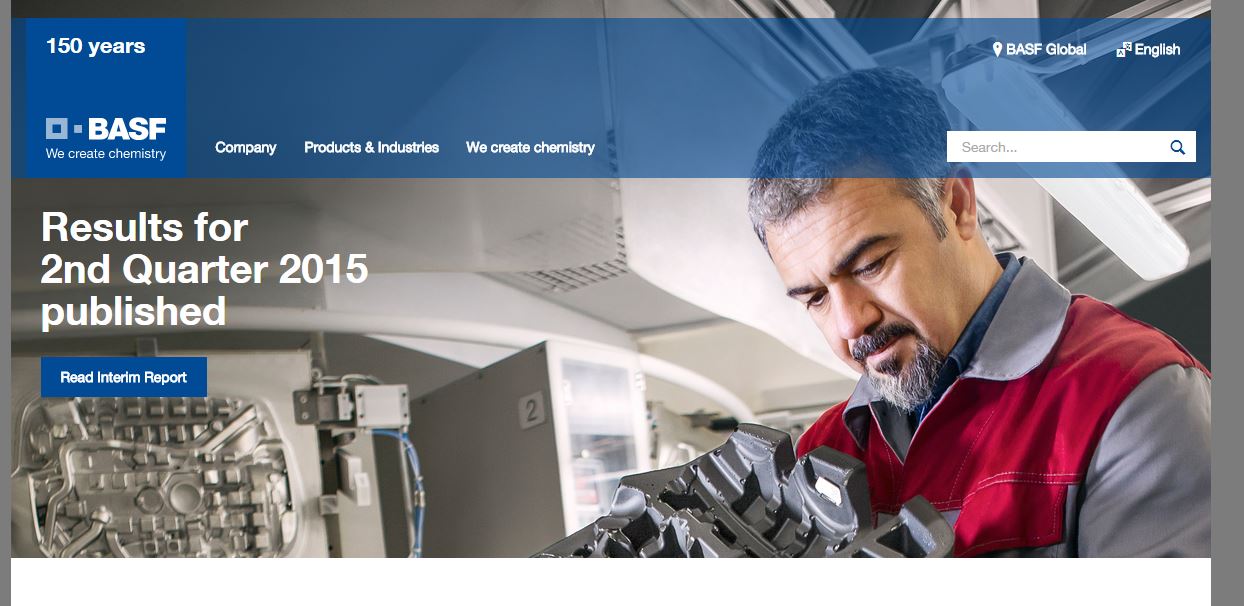 150 years
BASF Global
English
BASF
We create chemistry
Company
Products & Industries
We create chemistry
Search...
Results for
2nd Quarter 2015
published
Read Interim Report
2